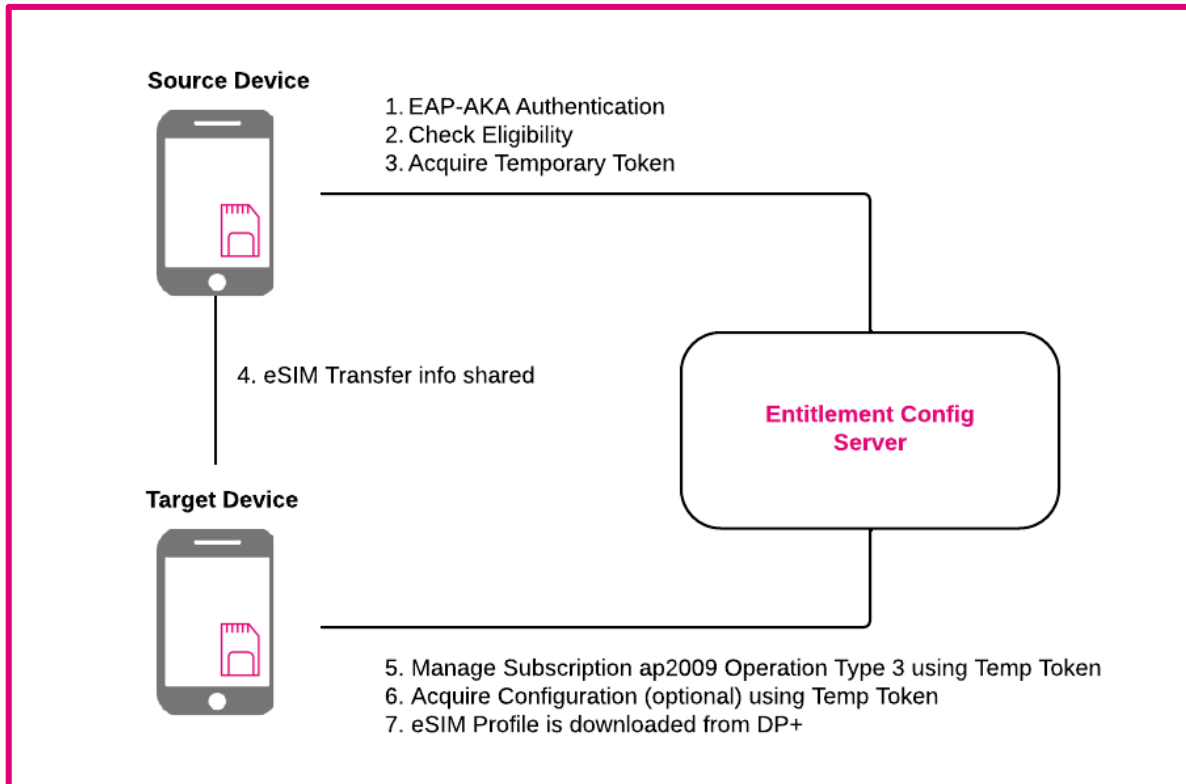 Source Device
1. EAP-AKA Authentication
2. Check Eligibility
3. Acquire Temporary Token
4. eSIM Transfer info shared
Entitlement Config
Server
Target Device
5. Manage Subscription ap2009 Operation Type 3 using Temp Token
6. Acquire Configuration (optional) using Temp Token
7. eSIM Profile is downloaded from DP+